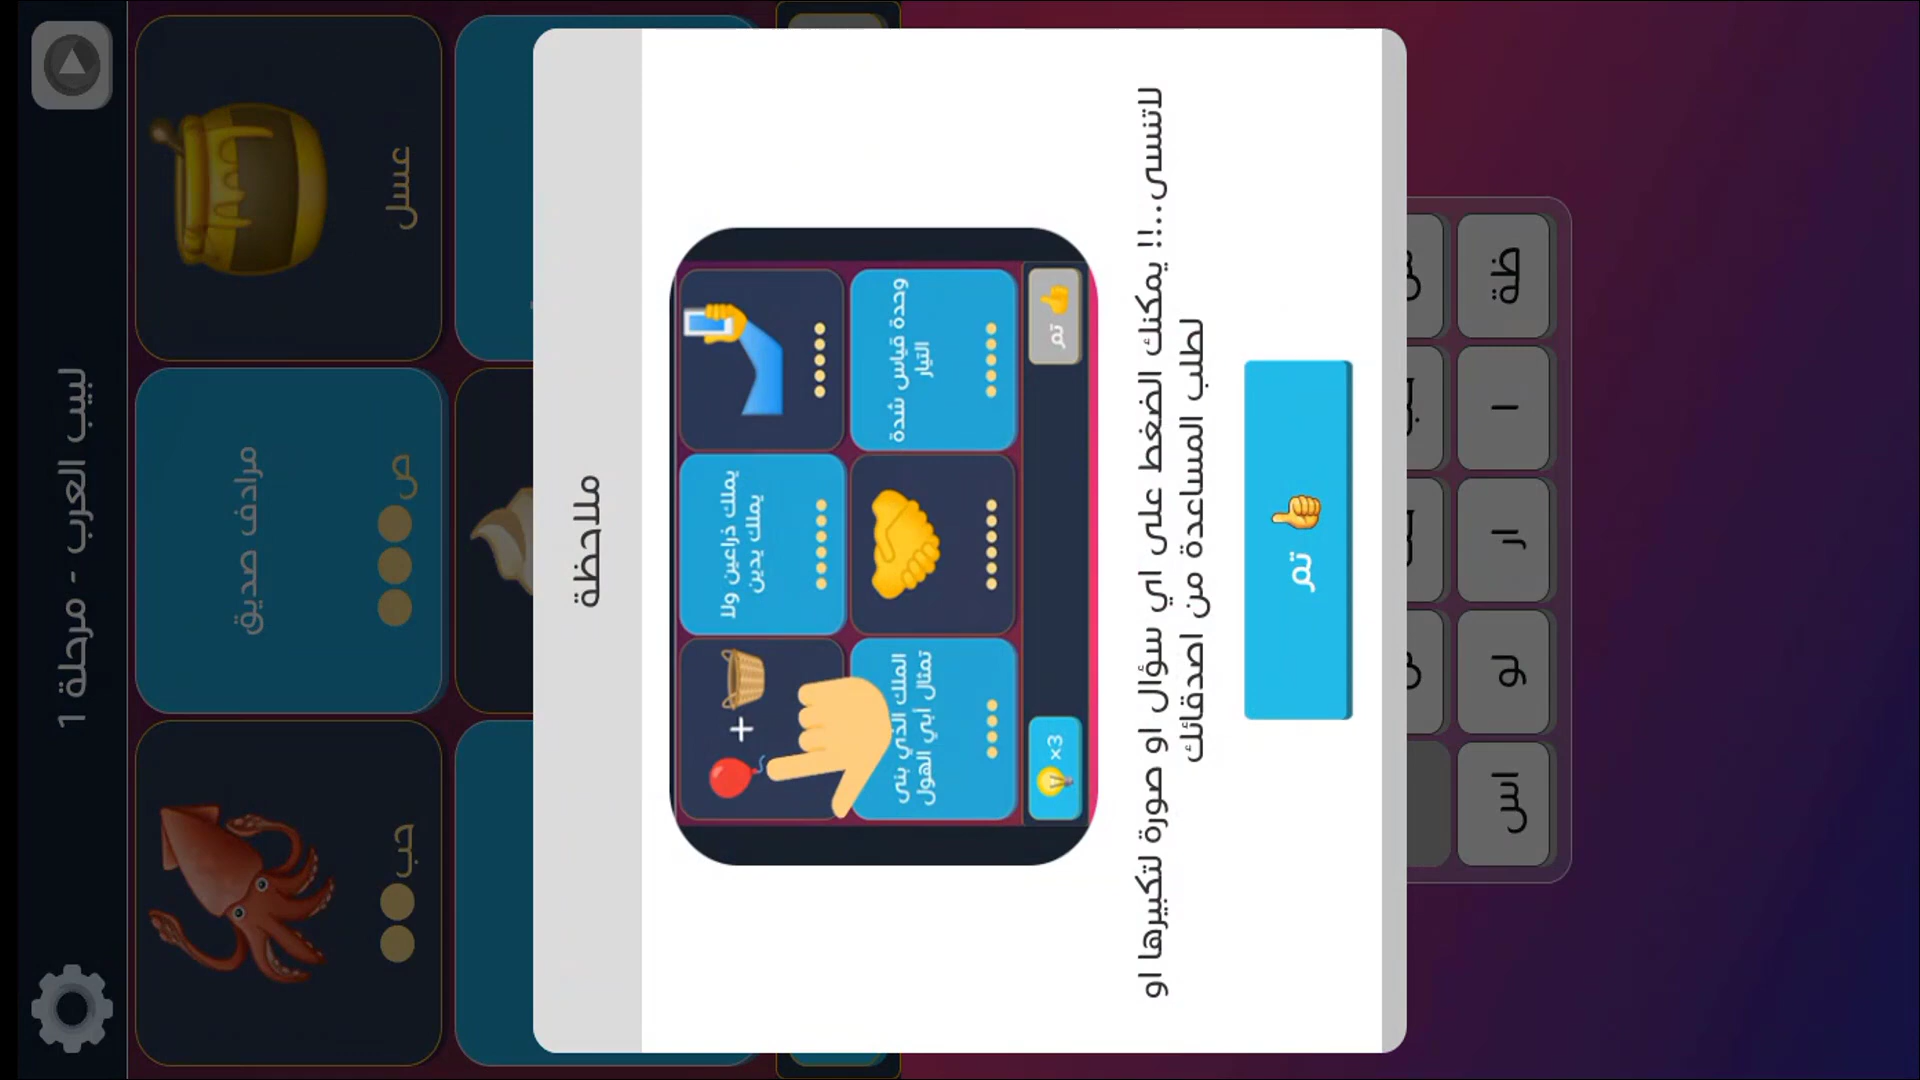 لبيب العرب - مرحلة 1
عسل
مرادف صديق
ص
حب
ملاحظة
وحدة قياس شدة
التيار
يملك ذراعين ولا
يملك يدين
الملك الذي بنى
تمثال أبي الهول
تم
x3
لاتنسى..!! يمكنك الضغط على اي سؤال او صورة لتكبيرها او
لطلب المساعدة من اصدقائك
تم
ظة
ا
ار
لو
اس